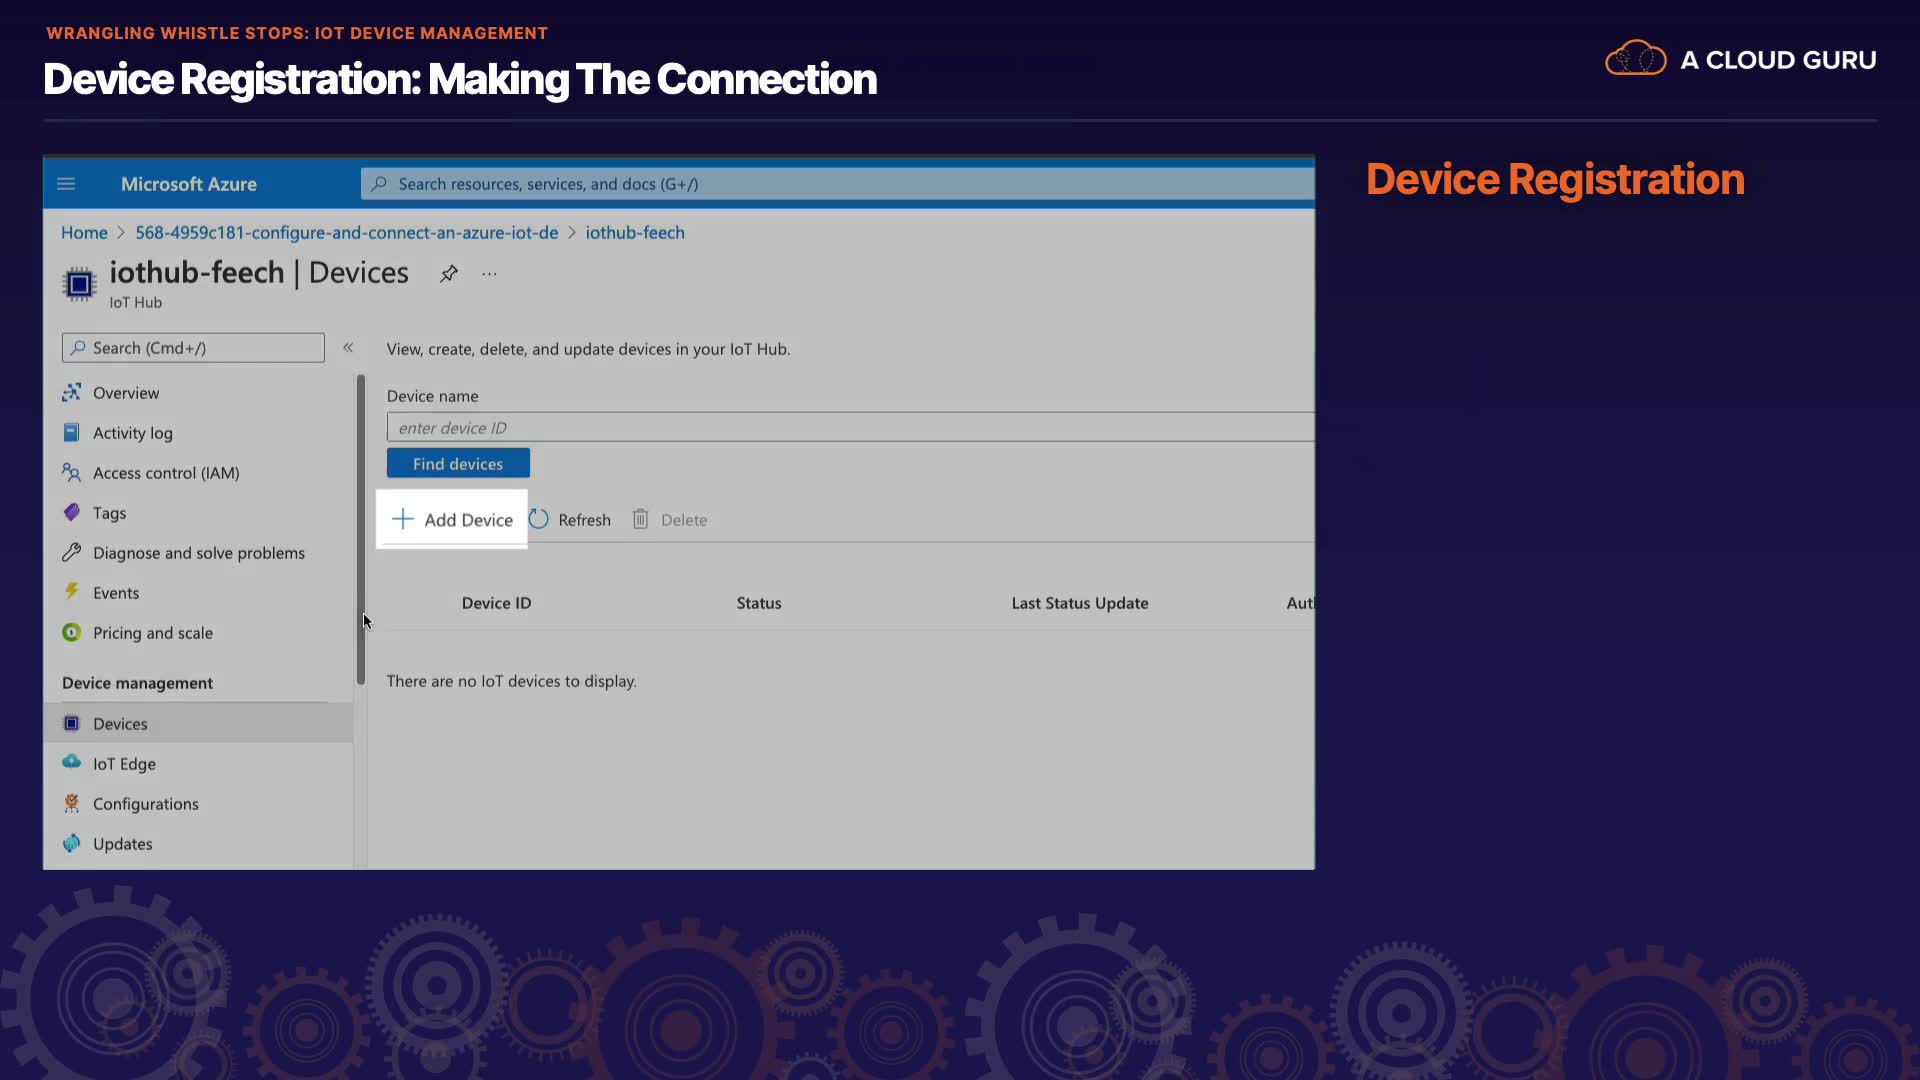 WRANGLING WHISTLE STOPS: IOT DEVICE MANAGEMENT
Device Registration: Making The Connection
A CLOUD GURU
Microsoft Azure
Search resources, services, and docs (G+/)
Device Registration
Home > 568-4959c181-configure-and-connect-an-azure-iot-de > iothub-feech
iothub-feech | Devices
...
IoT Hub
Search (Cmd+/)
«
View, create, delete, and update devices in your IoT Hub.
Overview
Device name
Activity log
enter device ID
Find devices
Access control (IAM)
Tags
+ Add Device
Refresh
Delete
Diagnose and solve problems
Events
Device ID
Status
Last Status Update
Aut
Pricing and scale
Device management
There are no IoT devices to display.
Devices
IoT Edge
Configurations
Updates